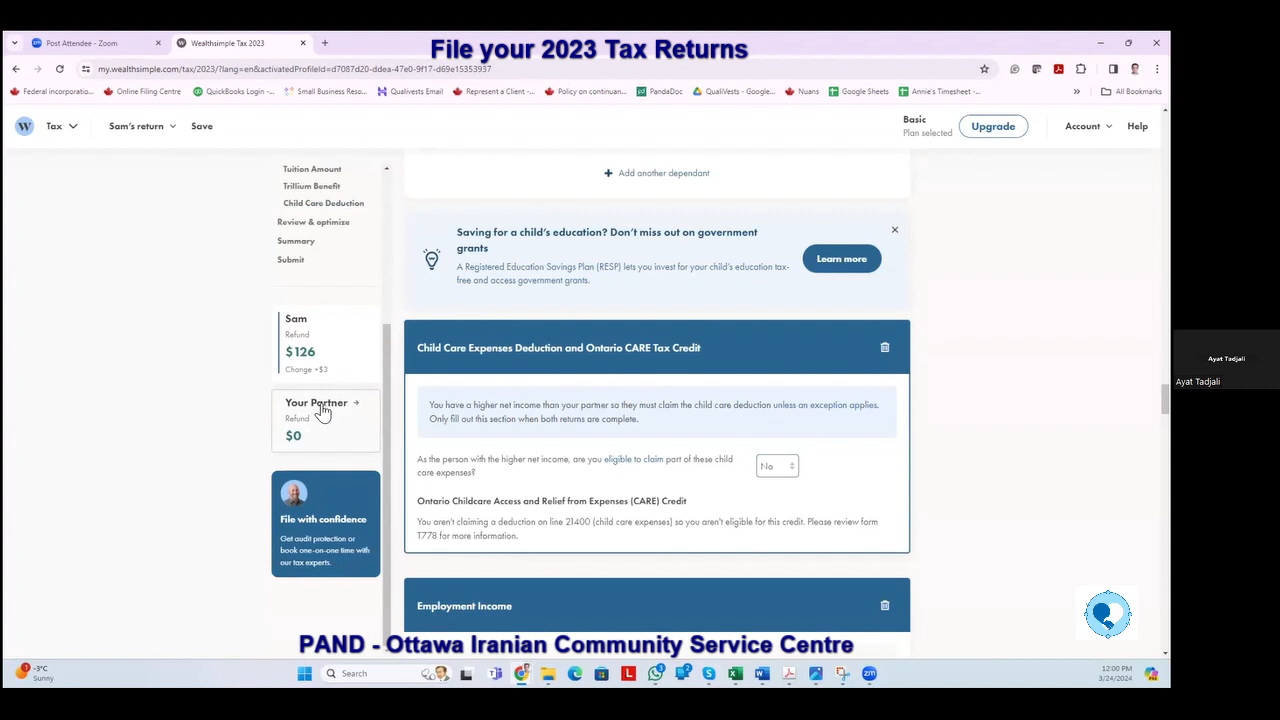 File your 2023 Tax Returns
Post Attendee - Zoom
Wealthsimple Tax 2023
my.wealthsimple.com/tax/2023/?lang=en&activatedProfileId=d7087d20-ddea-47e0-9f17-d69e15353937
Federal incorporatio...
Online Filing Centre
QuickBooks Login -...
Small Business Reso...
Qualivests Email
Represent a Client -...
Policy on continuan...
PandaDoc
QualiVests - Google...
Nuans
Google Sheets
Annie's Timesheet -...
All Bookmarks
W
Tax
Sam's return
Save
Basic
Plan selected
Upgrade
Account
Help
Tuition Amount
Trillium Benefit
Child Care Deduction
Review & optimize
Summary
Submit
Sam
Refund
$126
Change +$3
Your Partner
Refund
$0
File with confidence
Get audit protection or
book one-on-one time with
our tax experts.
+ Add another dependant
Saving for a child's education? Don't miss out on government
grants
A Registered Education Savings Plan (RESP) lets you invest for your child's education tax-
free and access government grants.
Learn more
Child Care Expenses Deduction and Ontario CARE Tax Credit
You have a higher net income than your partner so they must claim the child care deduction unless an exception applies.
Only fill out this section when both returns are complete.
As the person with the higher net income, are you eligible to claim part of these child
care expenses?
No
Ontario Childcare Access and Relief from Expenses (CARE) Credit
You aren't claiming a deduction on line 21400 (child care expenses) so you aren't eligible for this credit. Please review form
T778 for more information.
Employment Income
Ayat Tadjali
Ayat Tadjali
PAND - Ottawa Iranian Community Service Centre
-3°C
Sunny
Search
12:00 PM
3/24/2024